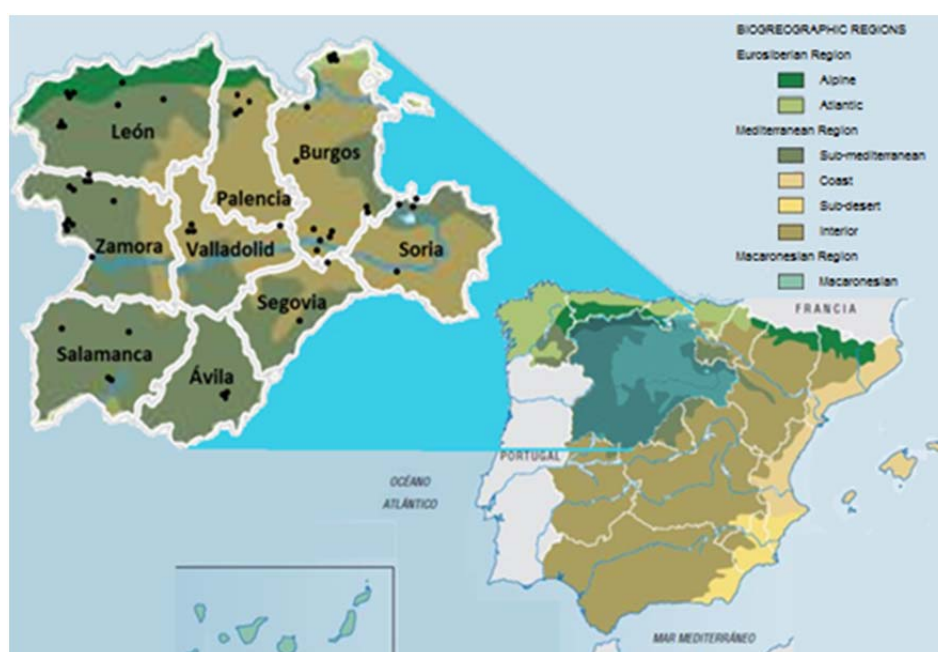 BIOGREOGRAPHIC REGIONS
Eurosiberian Region
Alpine
Atlantic
Mediterranean Region
Sub-mediterranean
Coast
Sub-desert
Interior
Macaronesian Region
Macaronesian
León
Burgos
Palencia
Zamora
Valladolid
Soria
Segovia
Salamanca
Ávila
FRANCIA
PORTUGAL
OCÉANO
ATLÁNTICO
MAR MEDITERRÁNEO